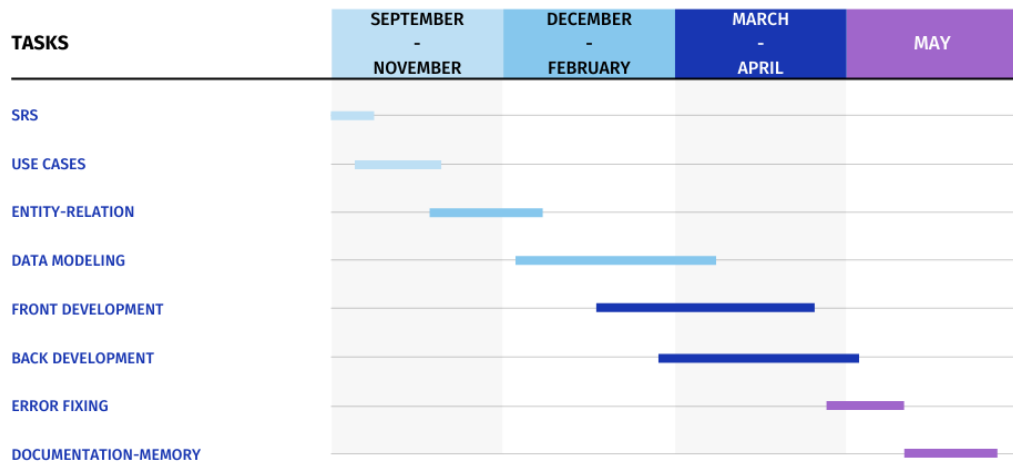 TASKS
SEPTEMBER
-
NOVEMBER
DECEMBER
-
FEBRUARY
MARCH
-
APRIL
MAY
SRS
USE CASES
ENTITY-RELATION
DATA MODELING
FRONT DEVELOPMENT
BACK DEVELOPMENT
ERROR FIXING
DOCUMENTATION-MEMORY